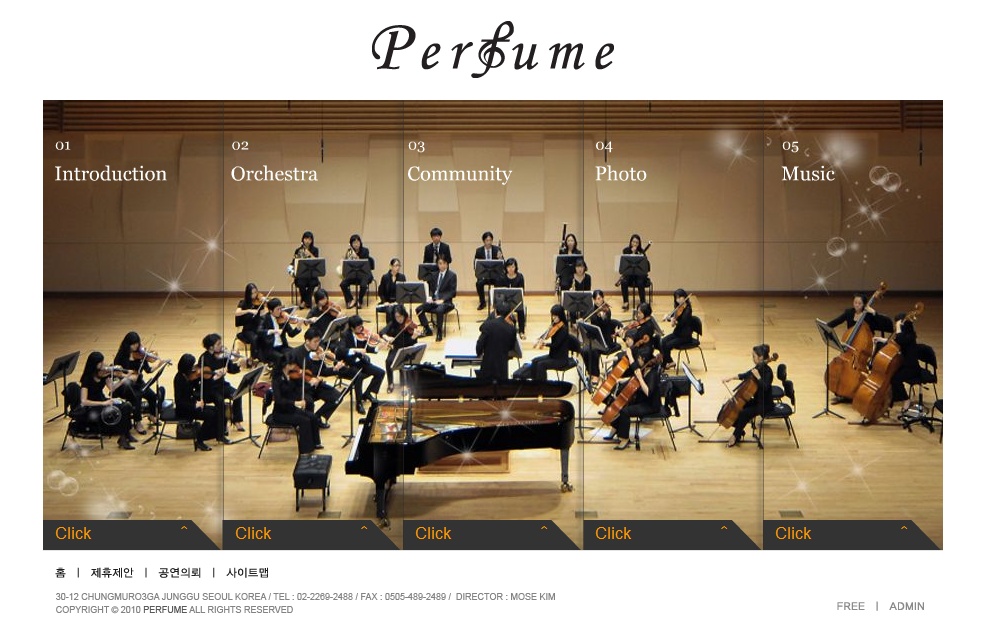 Perfume
01
Introduction
02
Orchestra
03
Community
04
Photo
05
Music
Click
Click
Click
Click
Click
홈 | 제휴제안 | 공연의뢰 | 사이트맵
30-12 CHUNGMURO3GA JUNGGU SEOUL KOREA / TEL : 02-2269-2488 / FAX : 0505-489-2489 / DIRECTOR : MOSE KIM
COPYRIGHT © 2010 PERFUME ALL RIGHTS RESERVED
FREE | ADMIN